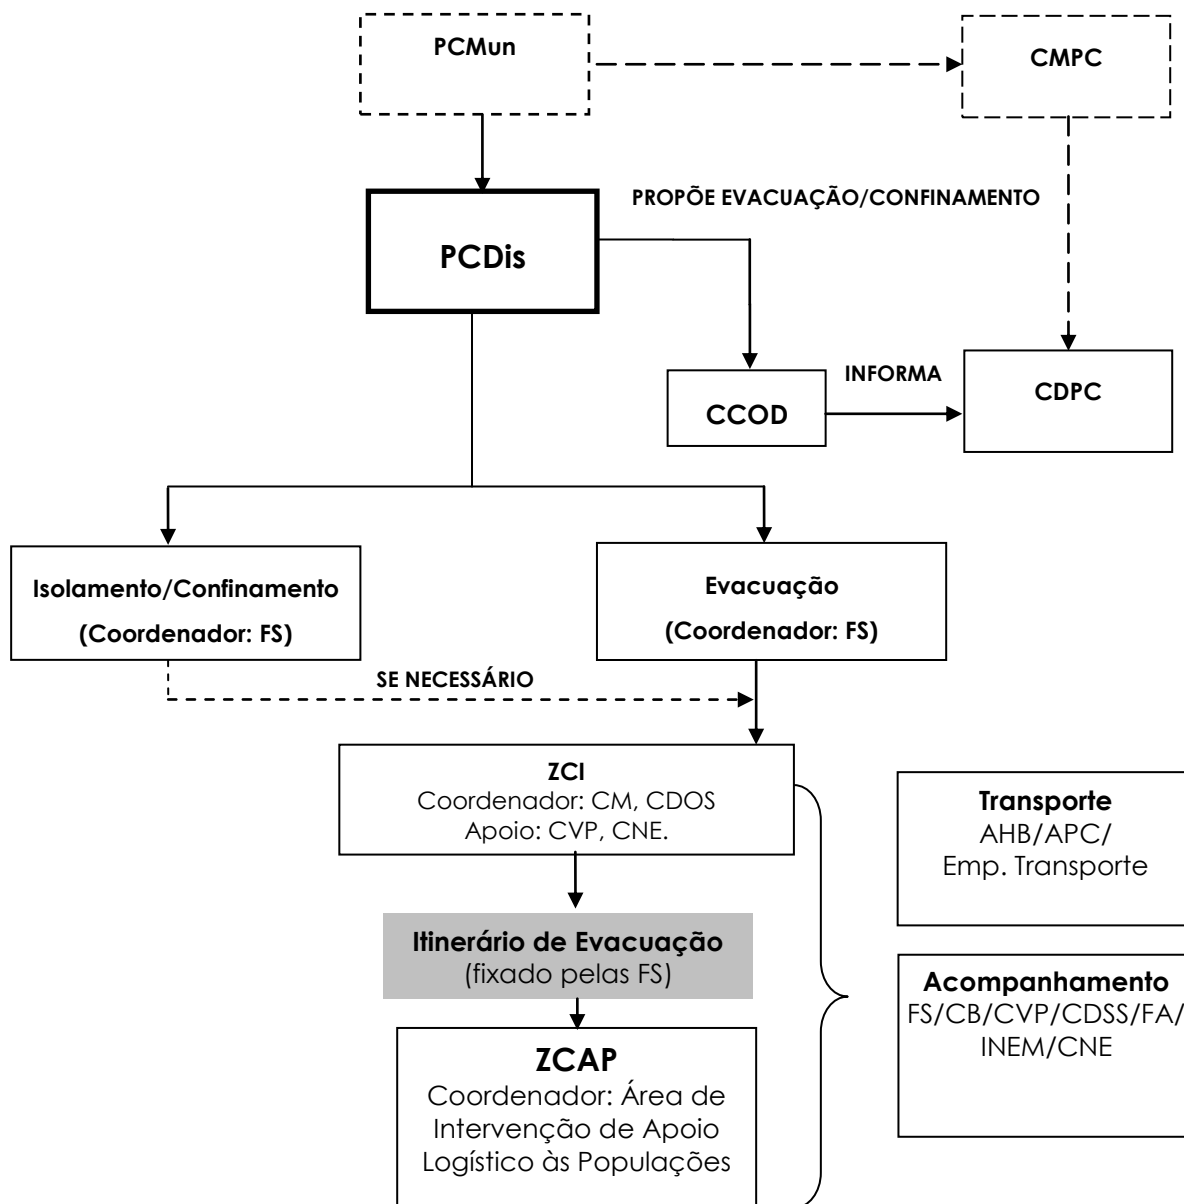 PCMun
CMPC
PROPÕE EVACUAÇÃO/CONFINAMENTO
PCDis
INFORMA
CCOD
CDPC
Isolamento/Confinamento
(Coordenador: FS)
Evacuação
(Coordenador: FS)
SE NECESSÁRIO
ZCI
Coordenador: CM, CDOS
Apoio: CVP, CNE.
Transporte
AHB/APC/
Emp. Transporte
Itinerário de Evacuação
(fixado pelas FS)
Acompanhamento
FS/CB/CVP/CDSS/FA/
INEM/CNE
ZCAP
Coordenador: Área de
Intervenção de Apoio
Logístico às Populações